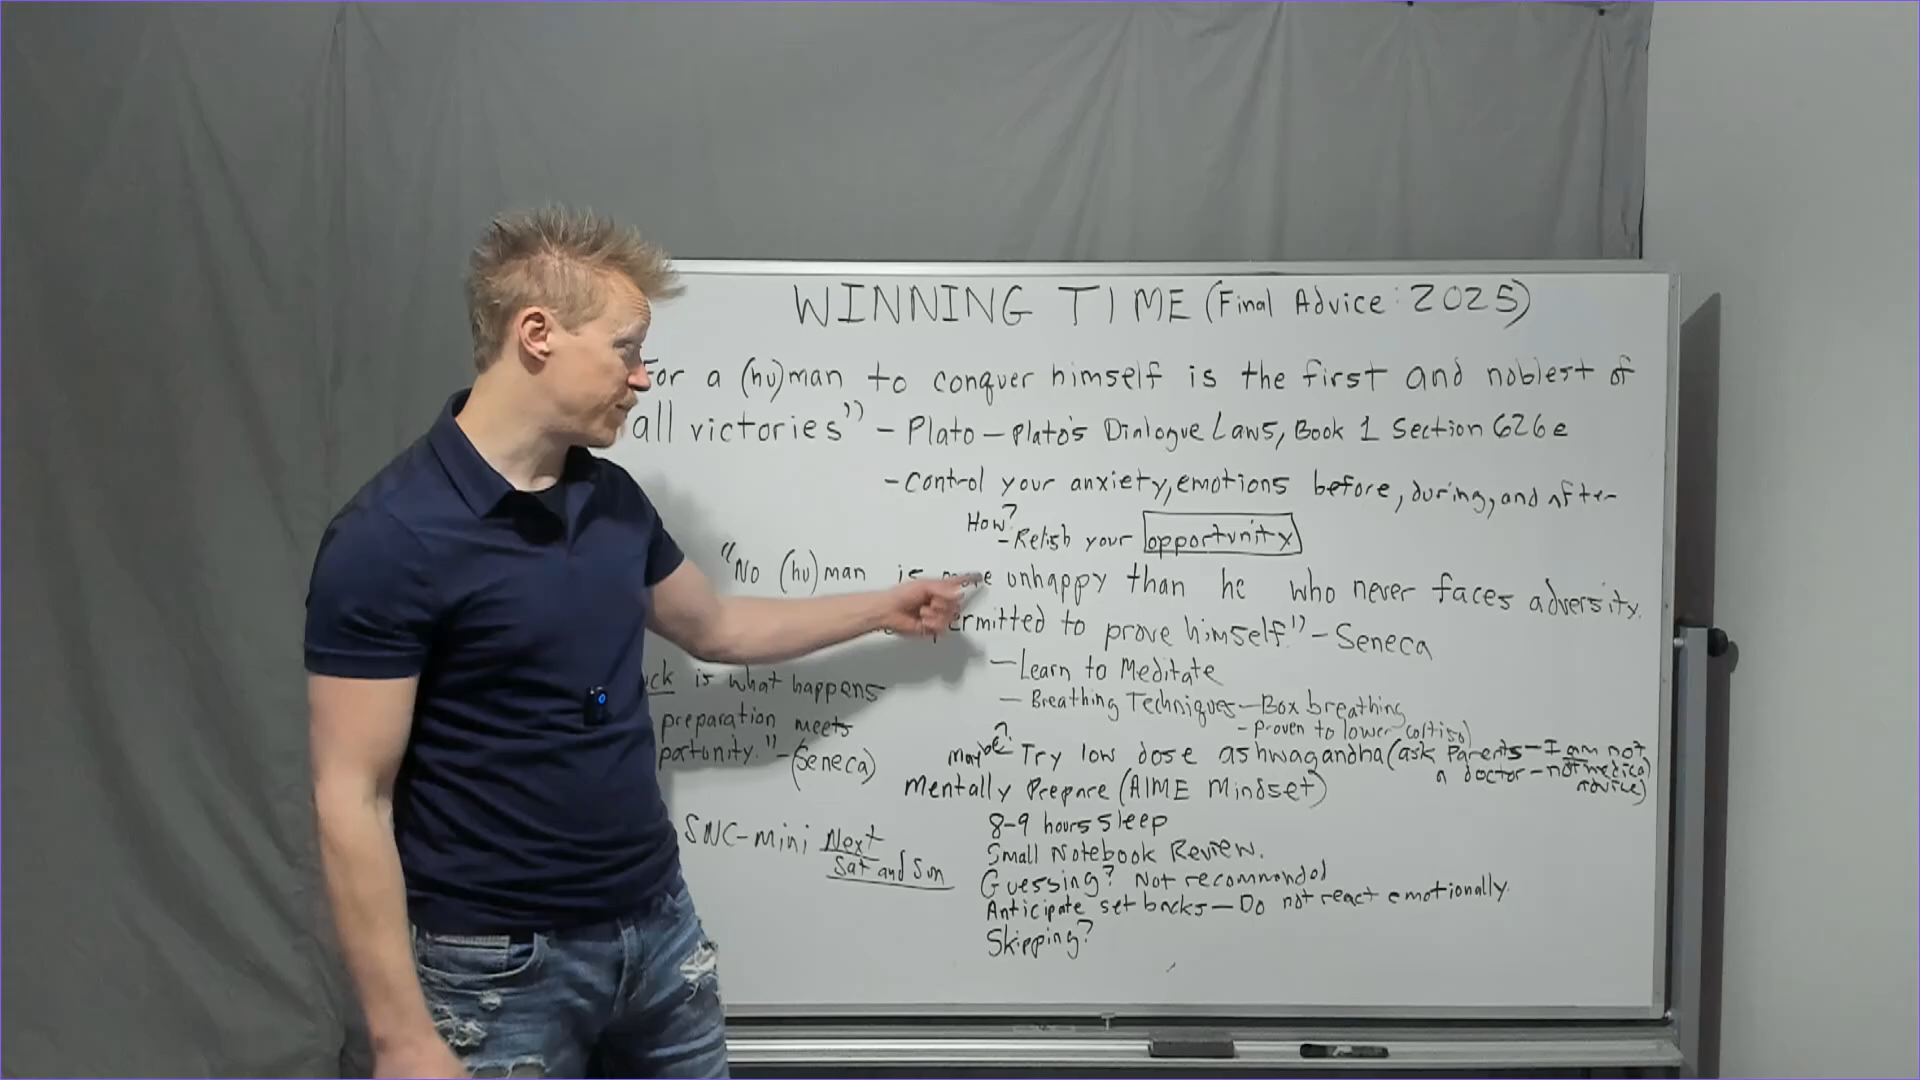 WINNING TIME (Final Advice: 2025)
For a (hu)man to conquer himself is the first and noblest of
all victories" - Plato - Plato's Dialogue Laws, Book 1 Section 626e
- Control your anxiety, emotions before, during, and after
How?
- Relish your opportunity
"No (hu)man is more unhappy than he who never faces adversity.
permitted to prove himself." - Seneca
- Learn to Meditate
- Breathing Techniques - Box breathing
- Proven to lower coltisol
is what happens
preparation meets
" - (Seneca)
maybe? Try low dose ashwagandha (ask Parents - I am not
a doctor - not medical
advice)
Mentally Prepare (AIME Mindset)
8-9 hours sleep
Small Notebook Review.
Guessing? Not recommended
Anticipate set backs - Do not react emotionally.
Skipping?
SNC-mini Next
Sat and Sun